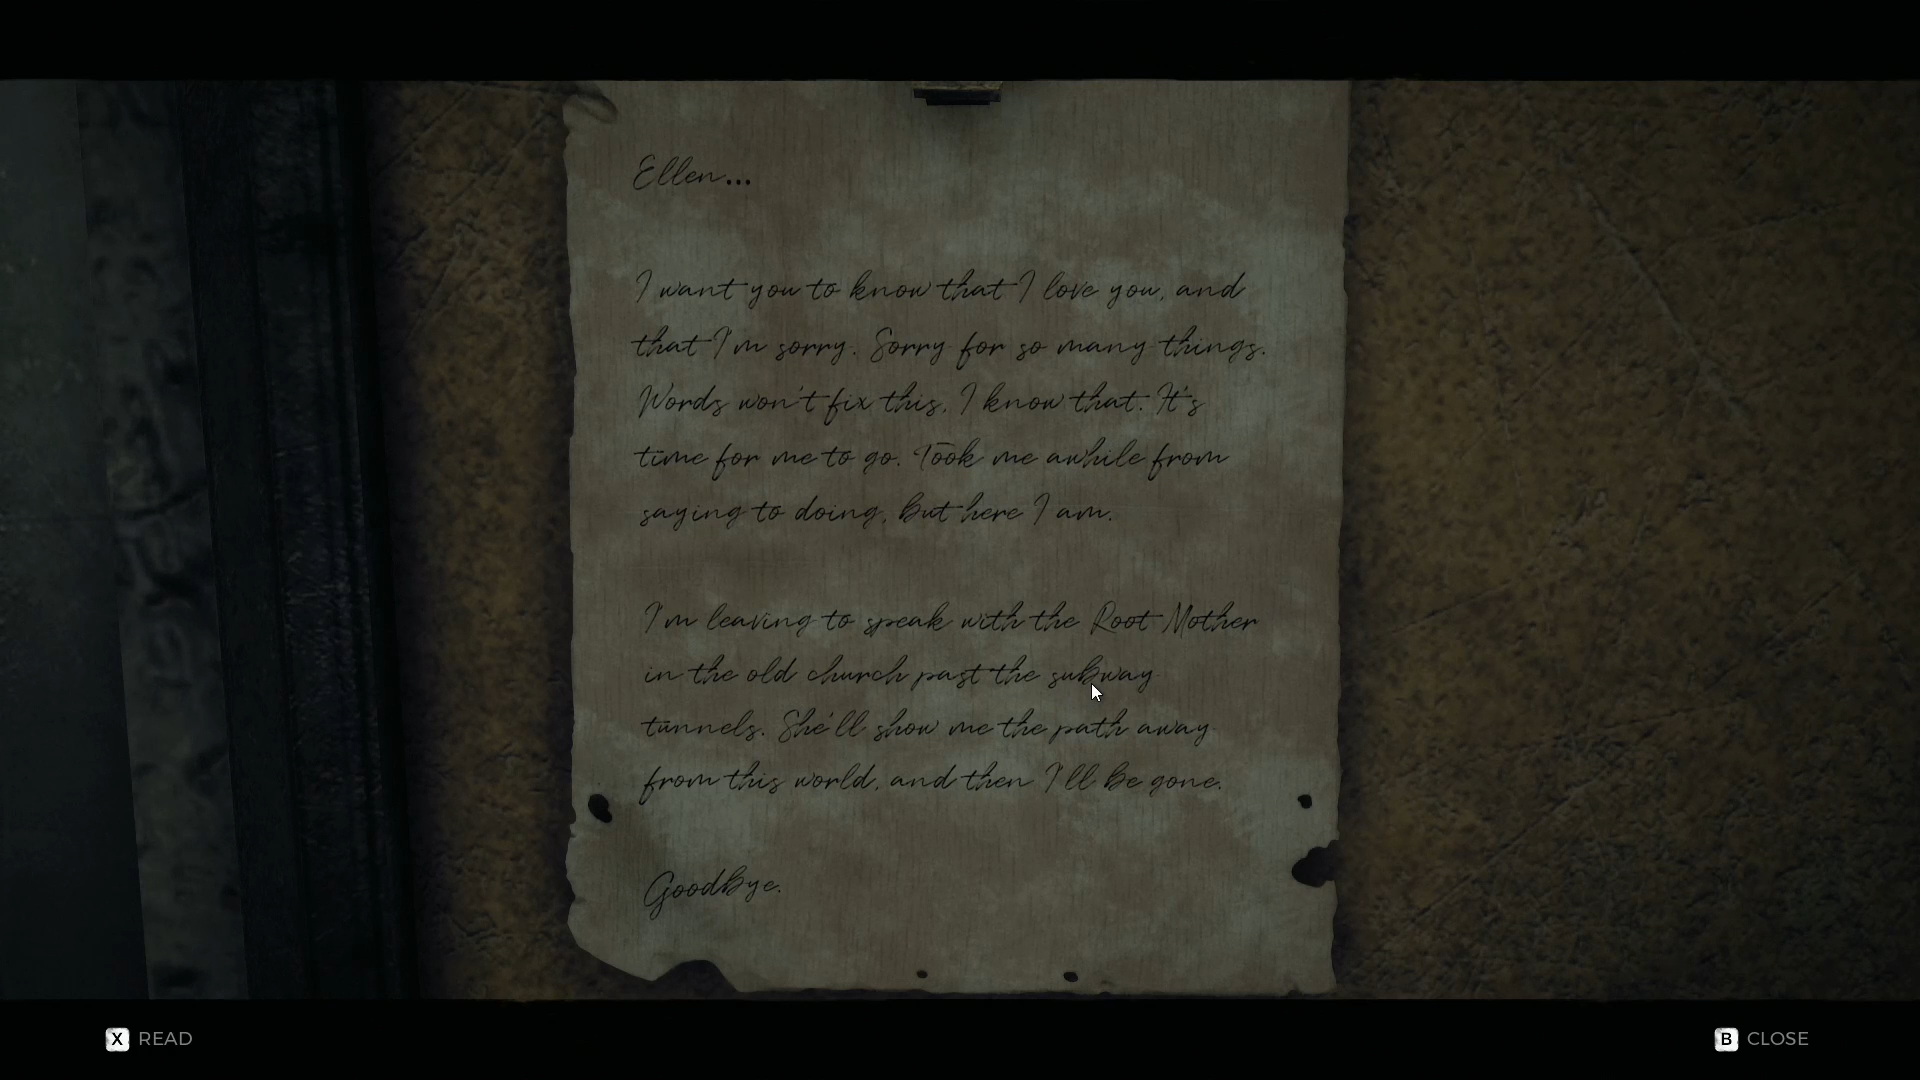 Ellen...
I want you to know that I love you, and
that I'm sorry. Sorry for so many things.
Words won't fix this, I know that. It's
time for me to go. Took me awhile from
saying to doing, but here I am.
I'm leaving to speak with the Root Mother
in the old church past the subway
tunnels. She'll show me the path away
from this world, and then I'll be gone.
Goodbye.
X READ
B CLOSE